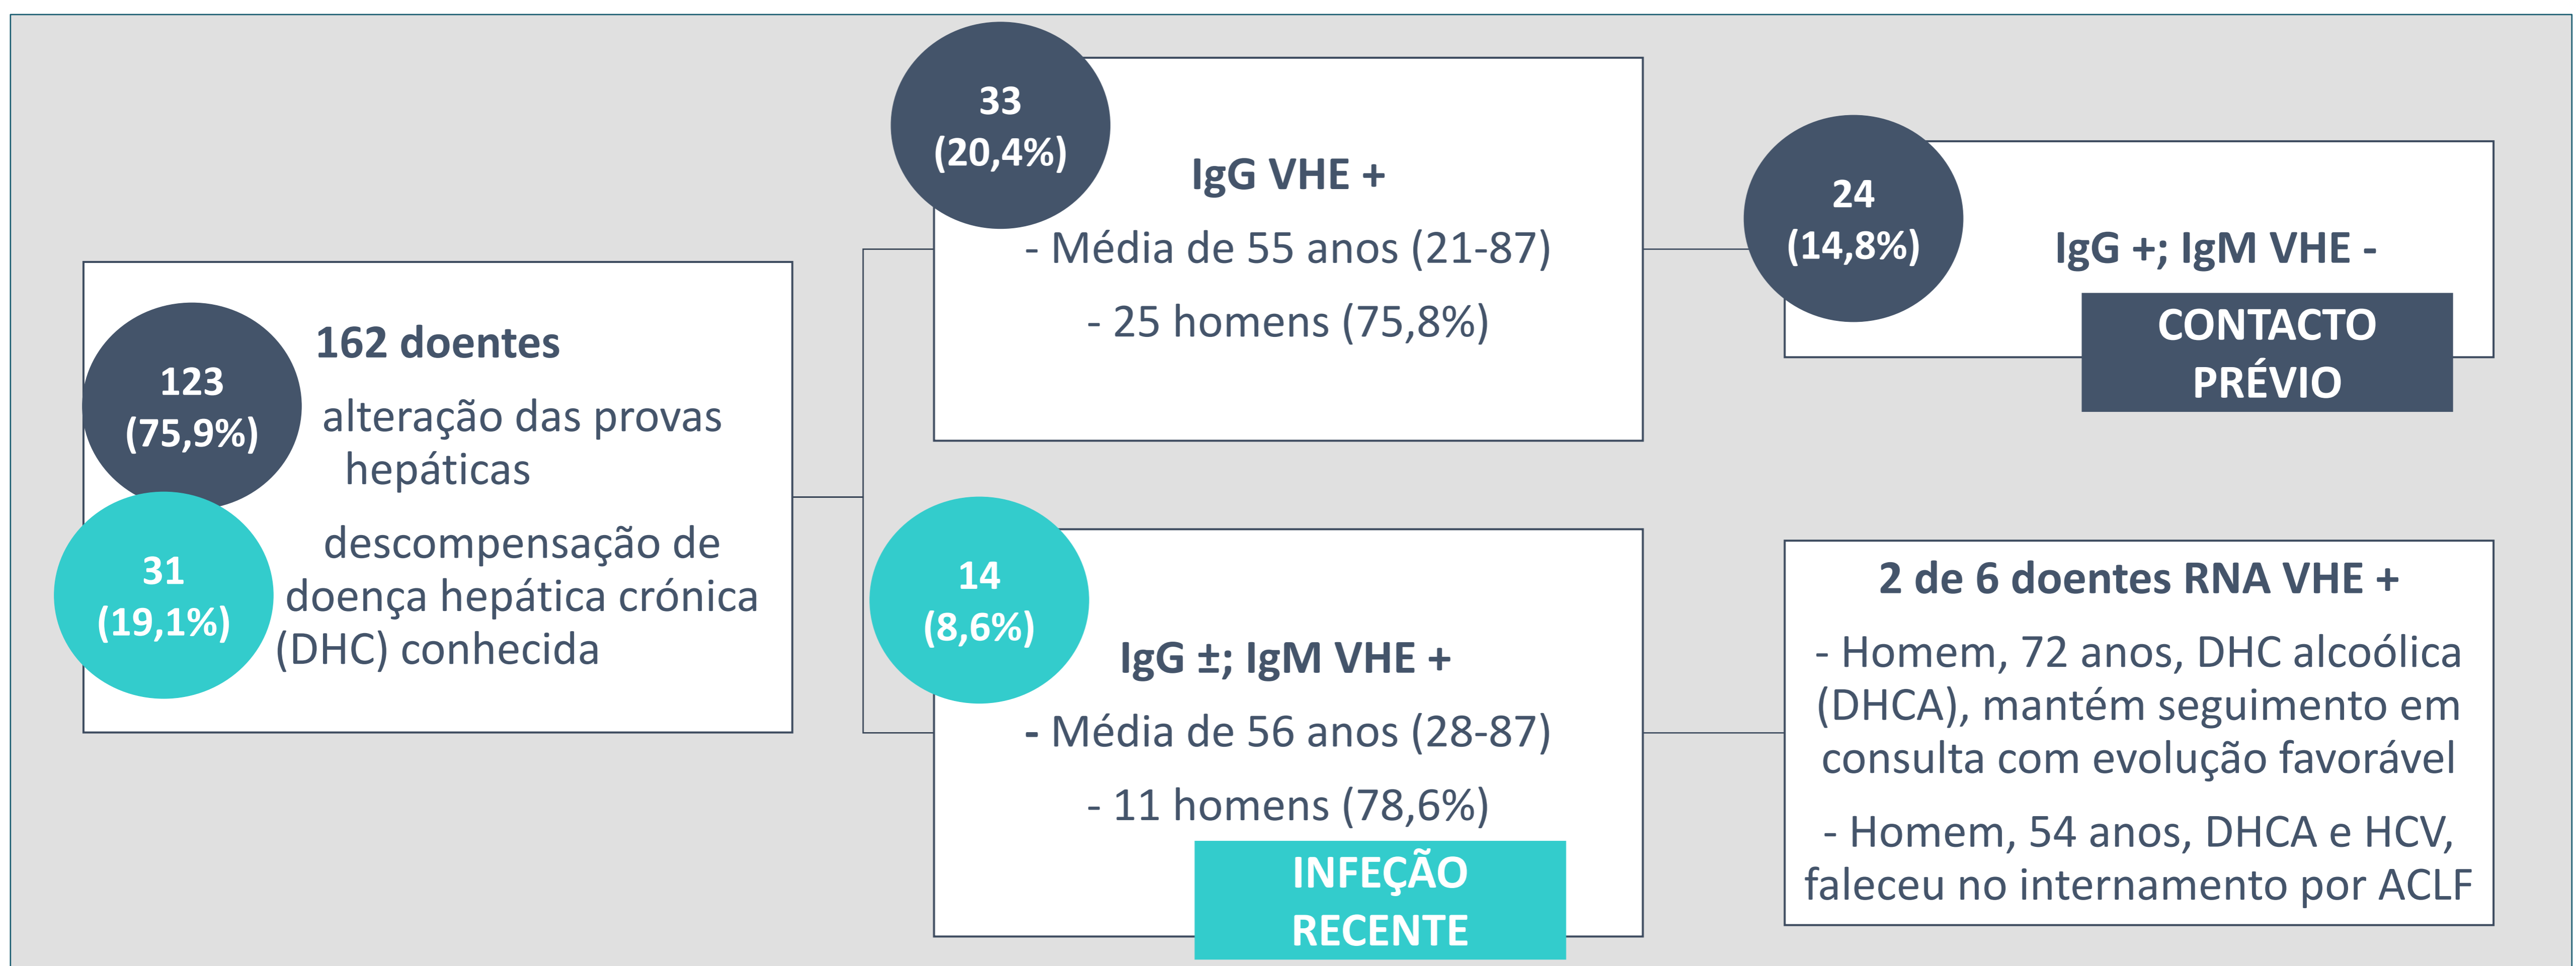 162 doentes
123
(75,9%)
alteração das provas
hepáticas
31
(19,1%)
descompensação de
doença hepática crónica
(DHC) conhecida
33
(20,4%)
IgG VHE +
- Média de 55 anos (21-87)
- 25 homens (75,8%)
24
(14,8%)
IgG +; IgM VHE -
CONTACTO
PRÉVIO
14
(8,6%)
IgG ±; IgM VHE +
- Média de 56 anos (28-87)
- 11 homens (78,6%)
INFEÇÃO
RECENTE
2 de 6 doentes RNA VHE +
- Homem, 72 anos, DHC alcoólica
(DHCA), mantém seguimento em
consulta com evolução favorável
- Homem, 54 anos, DHCA e HCV,
faleceu no internamento por ACLF